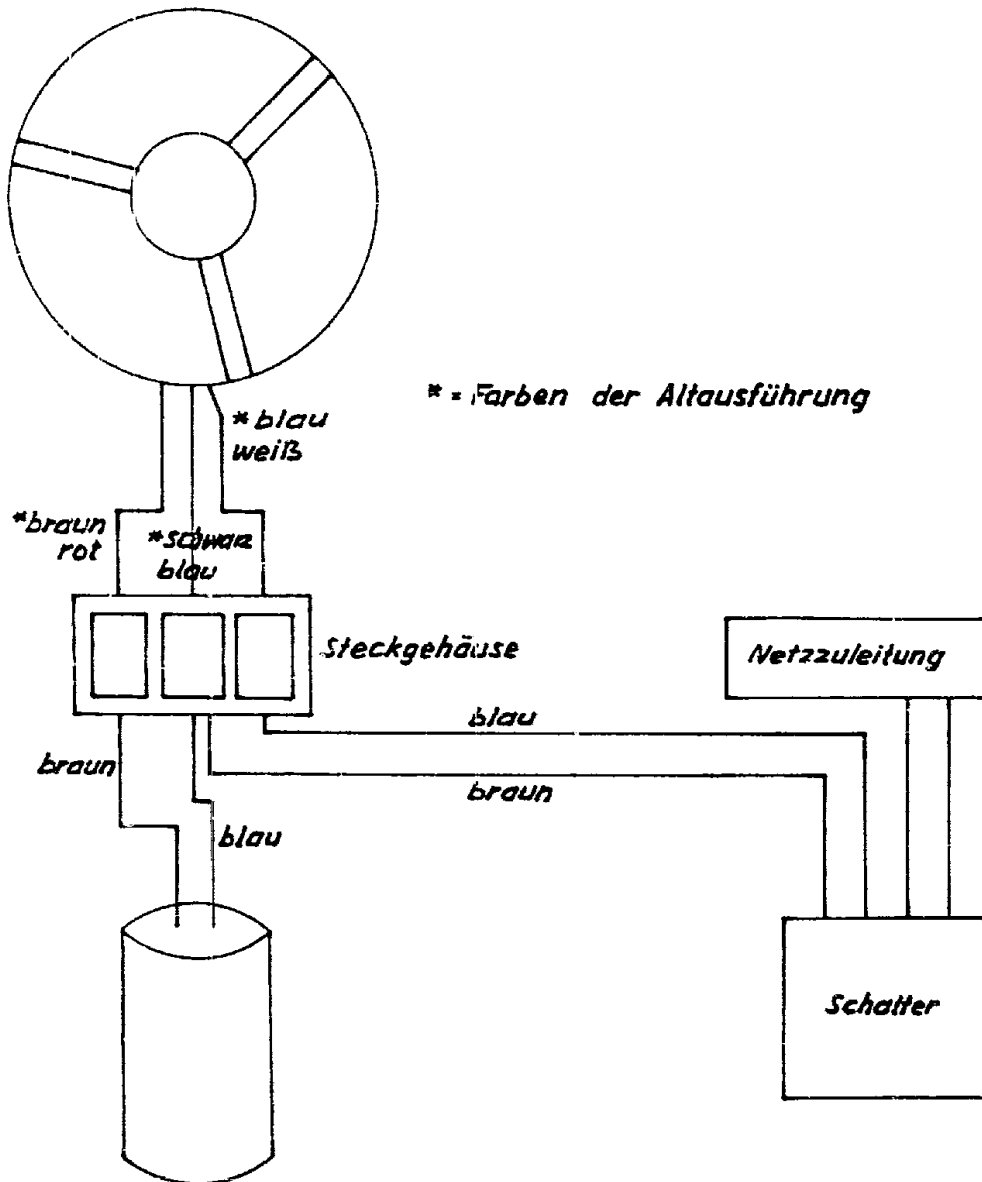 * = Farben der Altausführung
*blau
weiß
*braun
rot
*schwarz
blau
Steckgehäuse
Netzzuleitung
blau
braun
braun
blau
Schalter